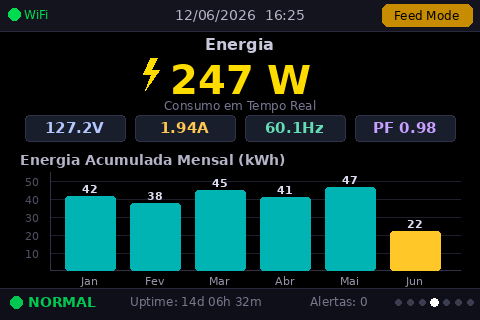 WiFi 12/06/2026 16:25 Feed Mode
Energia
247 W
Consumo em Tempo Real
127.2V 1.94A 60.1Hz PF 0.98
Energia Acumulada Mensal (kWh)
50
40
30
20
10
42 38 45 41 47 22
Jan Fev Mar Abr Mai Jun
NORMAL Uptime: 14d 06h 32m Alertas: 0